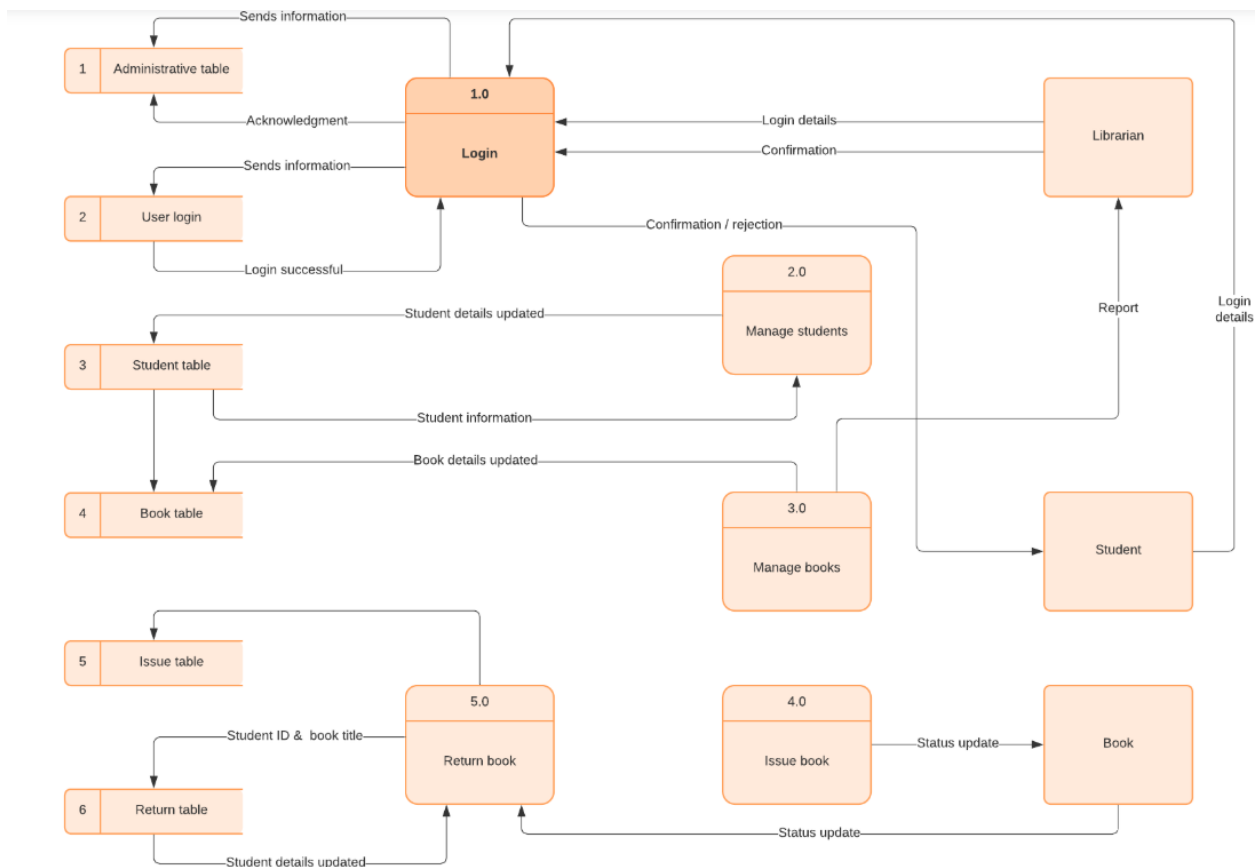 Sends information
1 Administrative table
1.0
Acknowledgment
Login details
Librarian
Login
Confirmation
Sends information
2 User login
Confirmation / rejection
Login successful
2.0
Report
Login
details
Student details updated
Manage students
3 Student table
Student information
Book details updated
4 Book table
3.0
Student
Manage books
5 Issue table
5.0
4.0
Student ID & book title
Status update
Book
Return book
Issue book
6 Return table
Status update
Student details updated